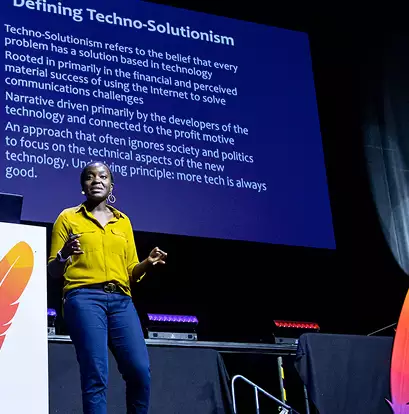 Defining Techno-Solutionism
Techno-Solutionism refers to the belief that every
problem has a solution based in technology
Rooted in primarily in the financial and perceived
material success of using the Internet to solve
communications challenges
Narrative driven primarily by the developers of the
technology and connected to the profit motive
An approach that often ignores society and politics
to focus on the technical aspects of the new
technology. Underlying principle: more tech is always
good.